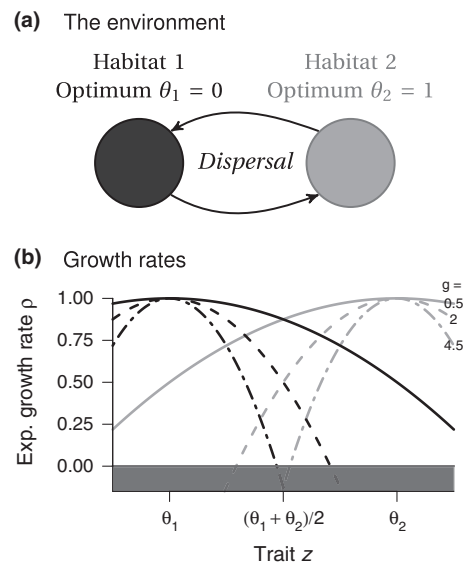 (a) The environment
Habitat 1 Habitat 2
Optimum θ₁ = 0 Optimum θ₂ = 1
Dispersal
(b) Growth rates
g =
0.5
2
4.5
1.00
0.75
0.50
0.25
0.00
Exp. growth rate ρ
θ₁ (θ₁ + θ₂)/2 θ₂
Trait z